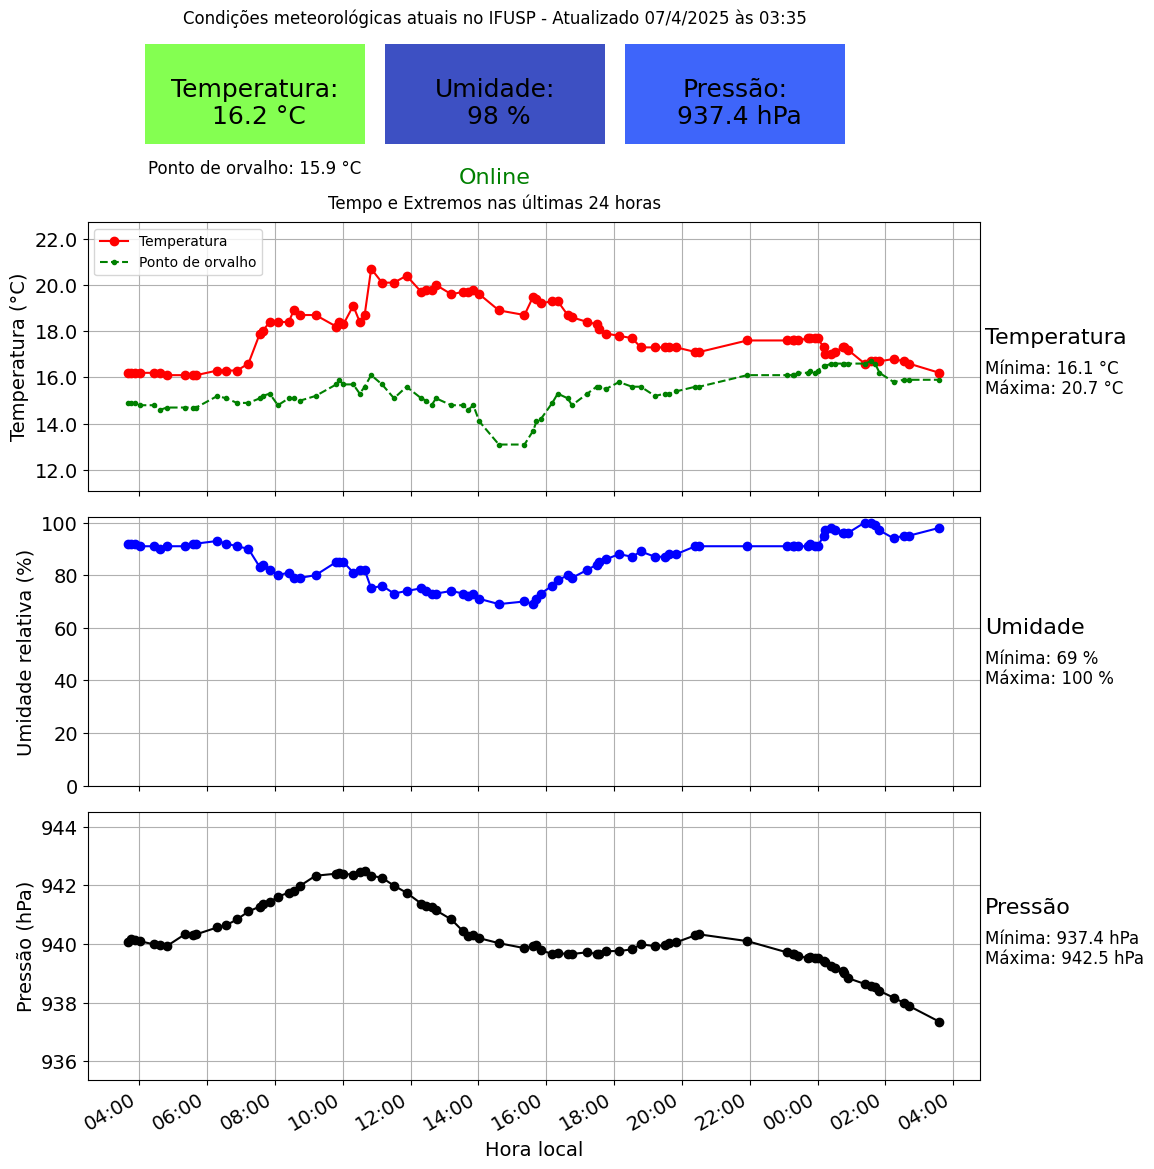 Condições meteorológicas atuais no IFUSP - Atualizado 07/4/2025 às 03:35
Temperatura:
16.2 °C
Umidade:
98 %
Pressão:
937.4 hPa
Ponto de orvalho: 15.9 °C
Online
Tempo e Extremos nas últimas 24 horas
Temperatura
Ponto de orvalho
22.0
20.0
18.0
16.0
14.0
12.0
Temperatura (°C)
Temperatura
Mínima: 16.1 °C
Máxima: 20.7 °C
100
80
60
40
20
0
Umidade relativa (%)
Umidade
Mínima: 69 %
Máxima: 100 %
944
942
940
938
936
Pressão (hPa)
Pressão
Mínima: 937.4 hPa
Máxima: 942.5 hPa
04:00
06:00
08:00
10:00
12:00
14:00
16:00
18:00
20:00
22:00
00:00
02:00
04:00
Hora local